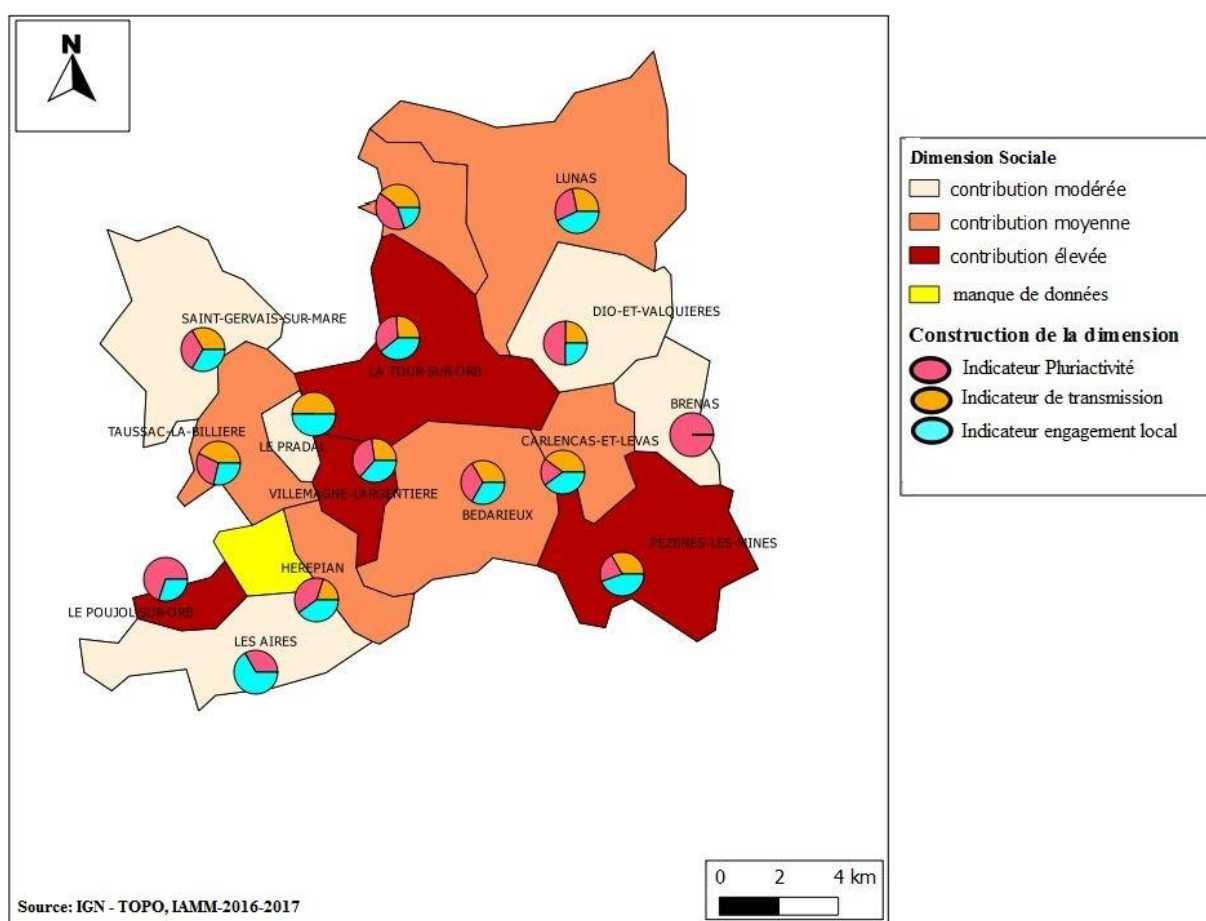 N
LUNAS
SAINT-GERVAIS-SUR-MARE
DIO-ET-VALQUIERES
LA TOUR-SUR ORB
BRENAS
TAUSSAC-LA-BILLIERE
LE PRADAL
CARLENCAS-ET-LEVAS
VILLEMAGNE-L'ARGENTIERE
BEDARIEUX
PEZENES-LES-MINES
HEREPIAN
LE POUJOL-SUR-ORB
LES AIRES
0 2 4 km
Source: IGN - TOPO, IAMM-2016-2017
Dimension Sociale
contribution modérée
contribution moyenne
contribution élevée
manque de données
Construction de la dimension
Indicateur Pluriactivité
Indicateur de transmission
Indicateur engagement local